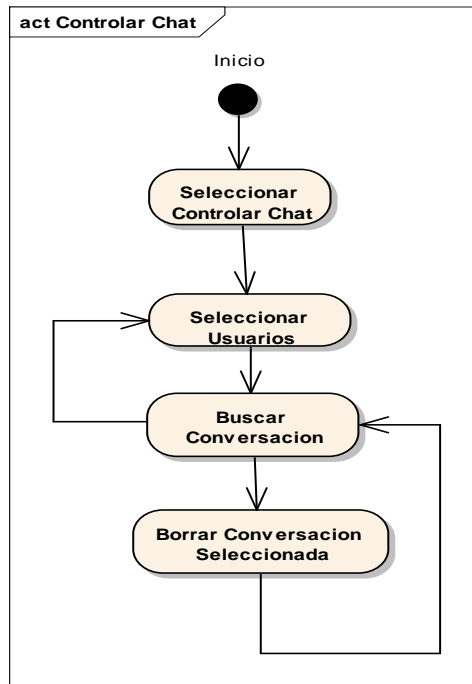 act Controlar Chat
Inicio
Seleccionar
Controlar Chat
Seleccionar
Usuarios
Buscar
Conversacion
Borrar Conversacion
Seleccionada